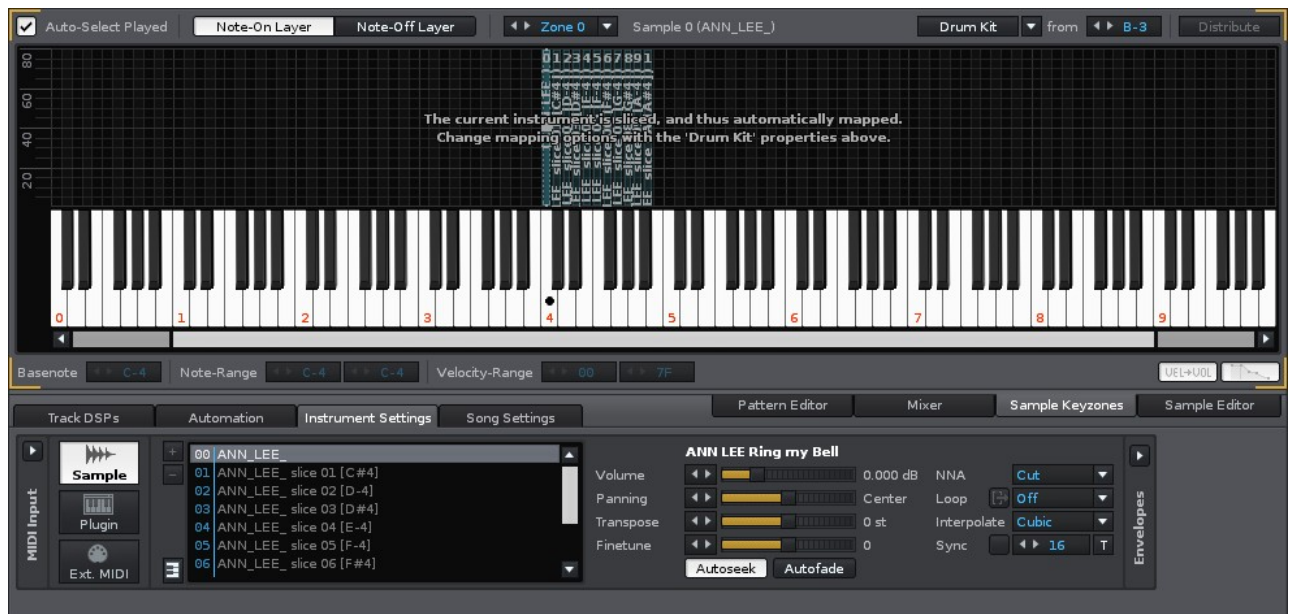 Auto-Select Played Note-On Layer Note-Off Layer Zone 0 Sample 0 (ANN_LEE_) Drum Kit from B-3 Distribute
80
60
40
20
01234567891
The current instrument is sliced, and thus automatically mapped.
Change mapping options with the 'Drum Kit' properties above.
0 1 2 3 4 5 6 7 8 9
Basenote C-4 Note-Range C-4 C-4 Velocity-Range 00 7F VEL→VOL
Pattern Editor Mixer Sample Keyzones Sample Editor
Track DSPs Automation Instrument Settings Song Settings
MIDI Input
Sample
Plugin
Ext. MIDI
+
-
00 ANN_LEE_
01 ANN_LEE_ slice 01 [C#4]
02 ANN_LEE_ slice 02 [D-4]
03 ANN_LEE_ slice 03 [D#4]
04 ANN_LEE_ slice 04 [E-4]
05 ANN_LEE_ slice 05 [F-4]
06 ANN_LEE_ slice 06 [F#4]
ANN LEE Ring my Bell
Volume 0.000 dB NNA Cut
Panning Center Loop Off
Transpose 0 st Interpolate Cubic
Finetune 0 Sync 16 T
Autoseek Autofade
Envelopes